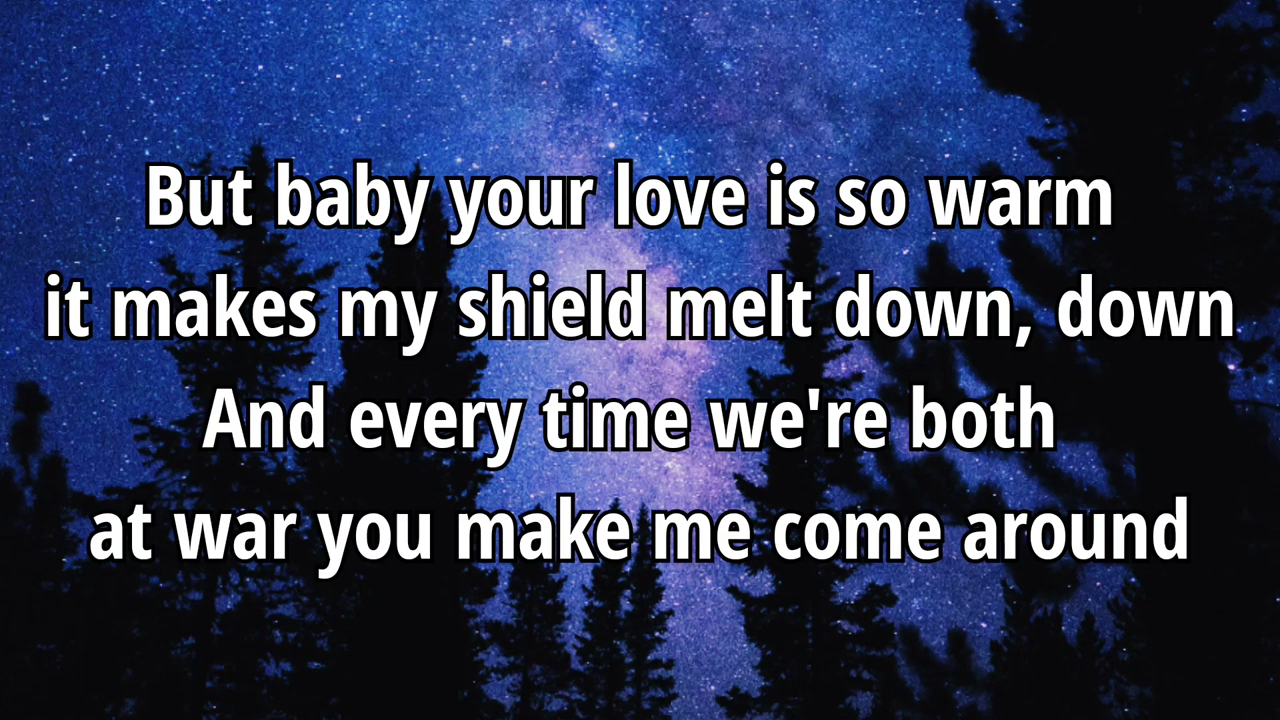 But baby your love is so warm
it makes my shield melt down, down
And every time we're both
at war you make me come around